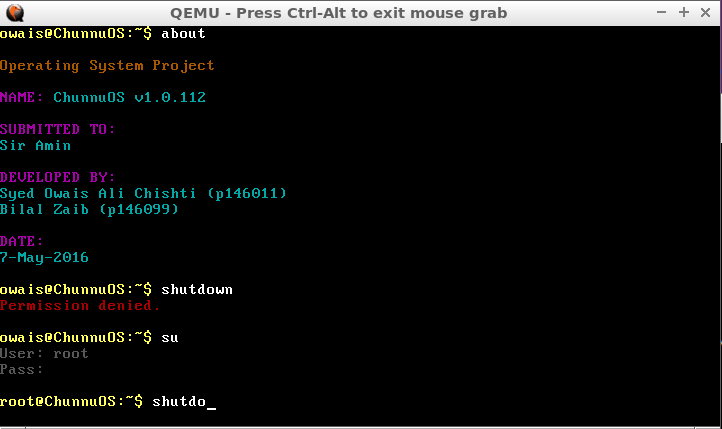 QEMU - Press Ctrl-Alt to exit mouse grab
owais@ChunnuOS:~$ about
Operating System Project
NAME: ChunnuOS v1.0.112
SUBMITTED TO:
Sir Amin
DEVELOPED BY:
Syed Owais Ali Chishti (p146011)
Bilal Zaib (p146099)
DATE:
7-May-2016
owais@ChunnuOS:~$ shutdown
Permission denied.
owais@ChunnuOS:~$ su
User: root
Pass:
root@ChunnuOS:~$ shutdo_